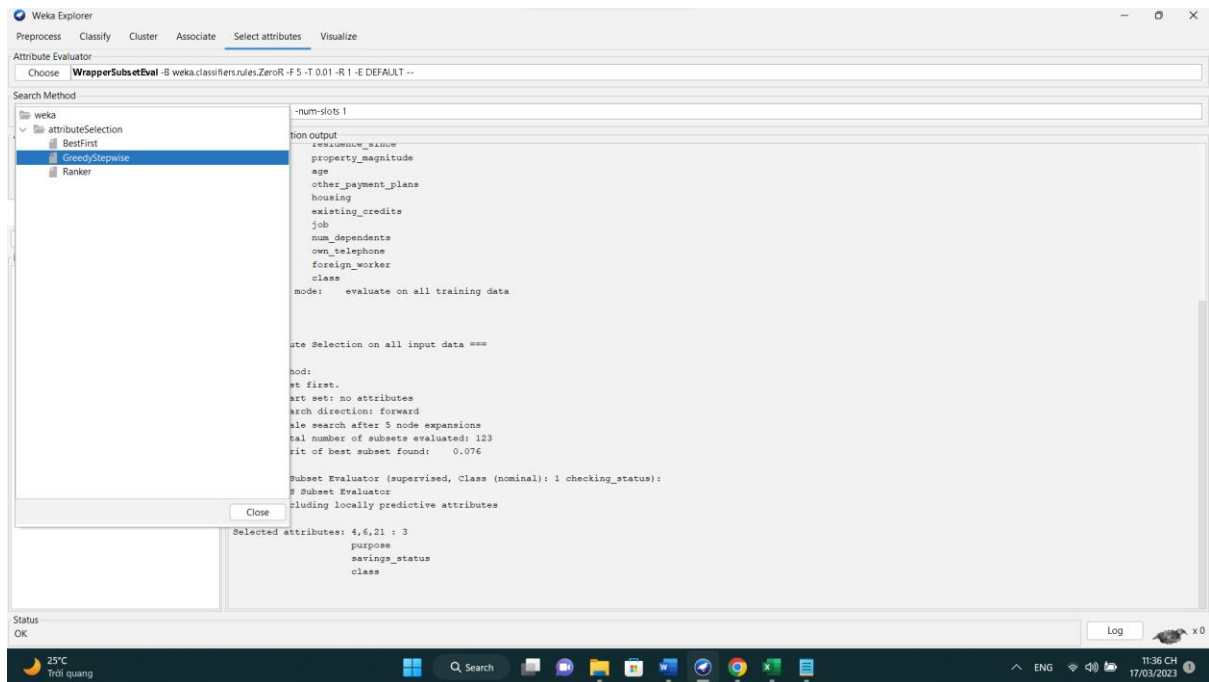 Weka Explorer
Preprocess Classify Cluster Associate Select attributes Visualize
Attribute Evaluator
Choose WrapperSubsetEval -B weka.classifiers.rules.ZeroR -F 5 -T 0.01 -R 1 -E DEFAULT --
Search Method
weka
attributeSelection
BestFirst
GreedyStepwise
Ranker
Close
-num-slots 1
tion output
residence_since
property_magnitude
age
other_payment_plans
housing
existing_credits
job
num_dependents
own_telephone
foreign_worker
class
mode: evaluate on all training data
ute Selection on all input data ===
hod:
st first.
art set: no attributes
arch direction: forward
ale search after 5 node expansions
tal number of subsets evaluated: 123
rit of best subset found: 0.076
Subset Evaluator (supervised, Class (nominal): 1 checking_status):
S Subset Evaluator
cluding locally predictive attributes
Selected attributes: 4,6,21 : 3
purpose
savings_status
class
Status
OK
Log
x 0
25°C
Trời quang
Search
ENG
11:36 CH
17/03/2023
1